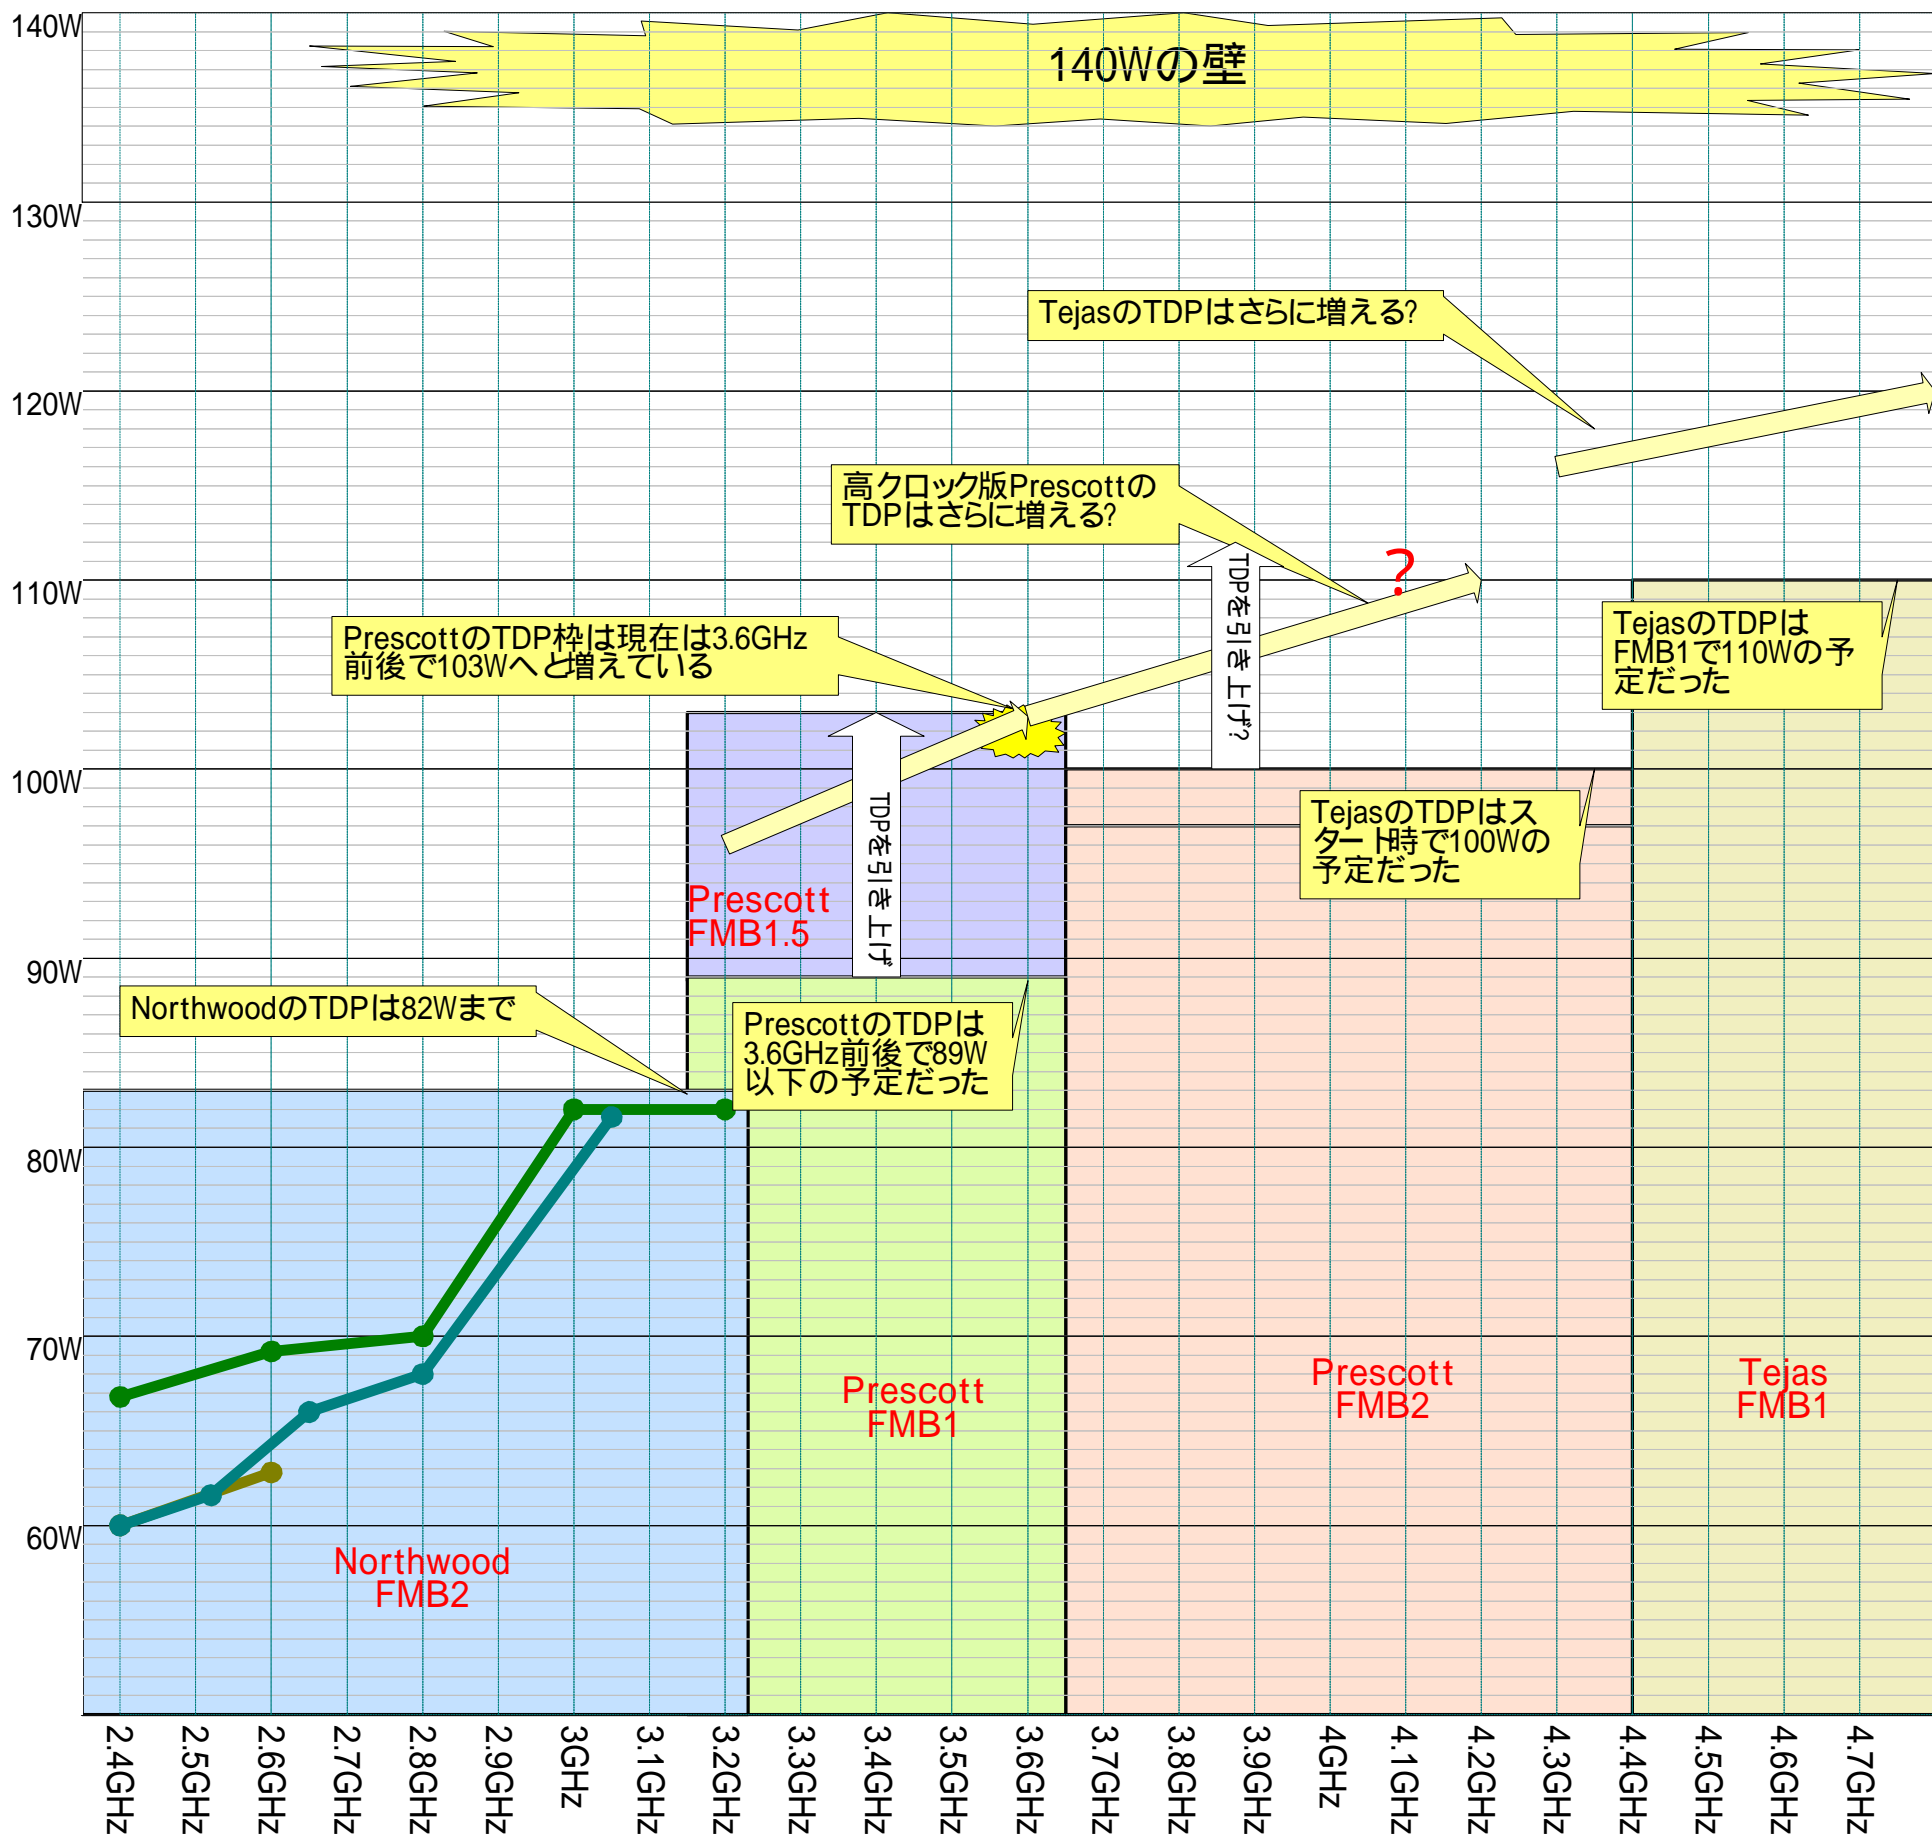 140W
140Wの壁
130W
TejasのTDPはさらに増える?
120W
高クロック版Prescottの
TDPはさらに増える?
?
110W
TDPを引き上げ?
TejasのTDPは
FMB1で110Wの予
定だった
PrescottのTDP枠は現在は3.6GHz
前後で103Wへと増えている
100W
TDPを引き上げ
TejasのTDPはス
タート時で100Wの
予定だった
Prescott
FMB1.5
90W
NorthwoodのTDPは82Wまで
PrescottのTDPは
3.6GHz前後で89W
以下の予定だった
80W
70W
Prescott
FMB1
Prescott
FMB2
Tejas
FMB1
60W
Northwood
FMB2
2.4GHz
2.5GHz
2.6GHz
2.7GHz
2.8GHz
2.9GHz
3GHz
3.1GHz
3.2GHz
3.3GHz
3.4GHz
3.5GHz
3.6GHz
3.7GHz
3.8GHz
3.9GHz
4GHz
4.1GHz
4.2GHz
4.3GHz
4.4GHz
4.5GHz
4.6GHz
4.7GHz